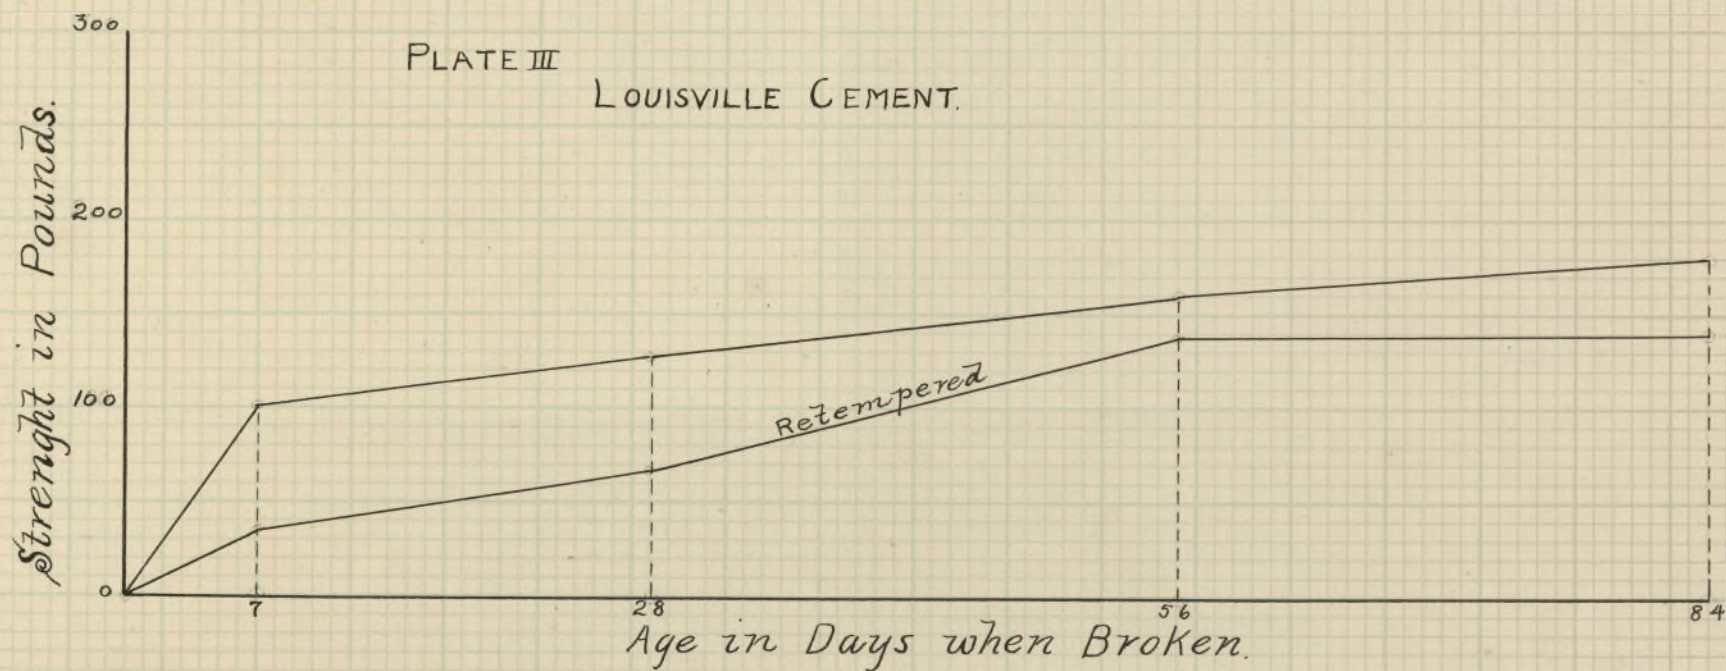 300
PLATE III
LOUISVILLE CEMENT.
Strenght in Pounds.
200
100
Retempered
0
7 28 56 84
Age in Days when Broken.